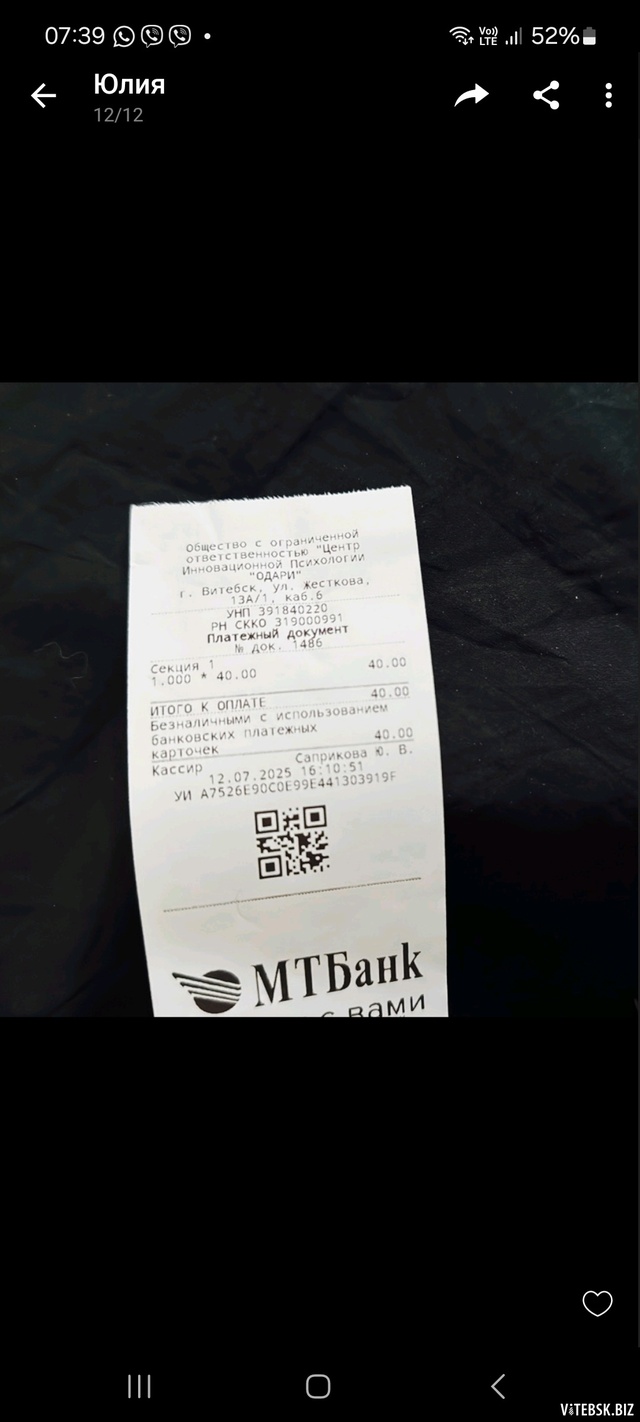 07:39
Vo))
LTE
52%
Юлия
12/12
Общество с ограниченной
ответственностью "Центр
Инновационной Психологии
"ОДАРИ"
г. Витебск, ул. Жесткова,
13А/1, каб.6
УНП 391840220
РН СККО 319000991
Платежный документ
№ док. 1486
Секция 1
1.000 * 40.00 40.00
ИТОГО К ОПЛАТЕ 40.00
Безналичными с использованием
банковских платежных
карточек 40.00
Кассир Саприкова Ю. В.
12.07.2025 16:10:51
УИ A7526E90C0E99E441303919F
МТБанк
с вами
VITEBSK.BIZ